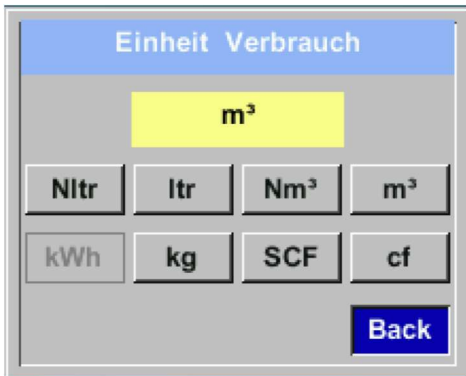 Einheit Verbrauch
m³
Nltr ltr Nm³ m³
kWh kg SCF cf
Back